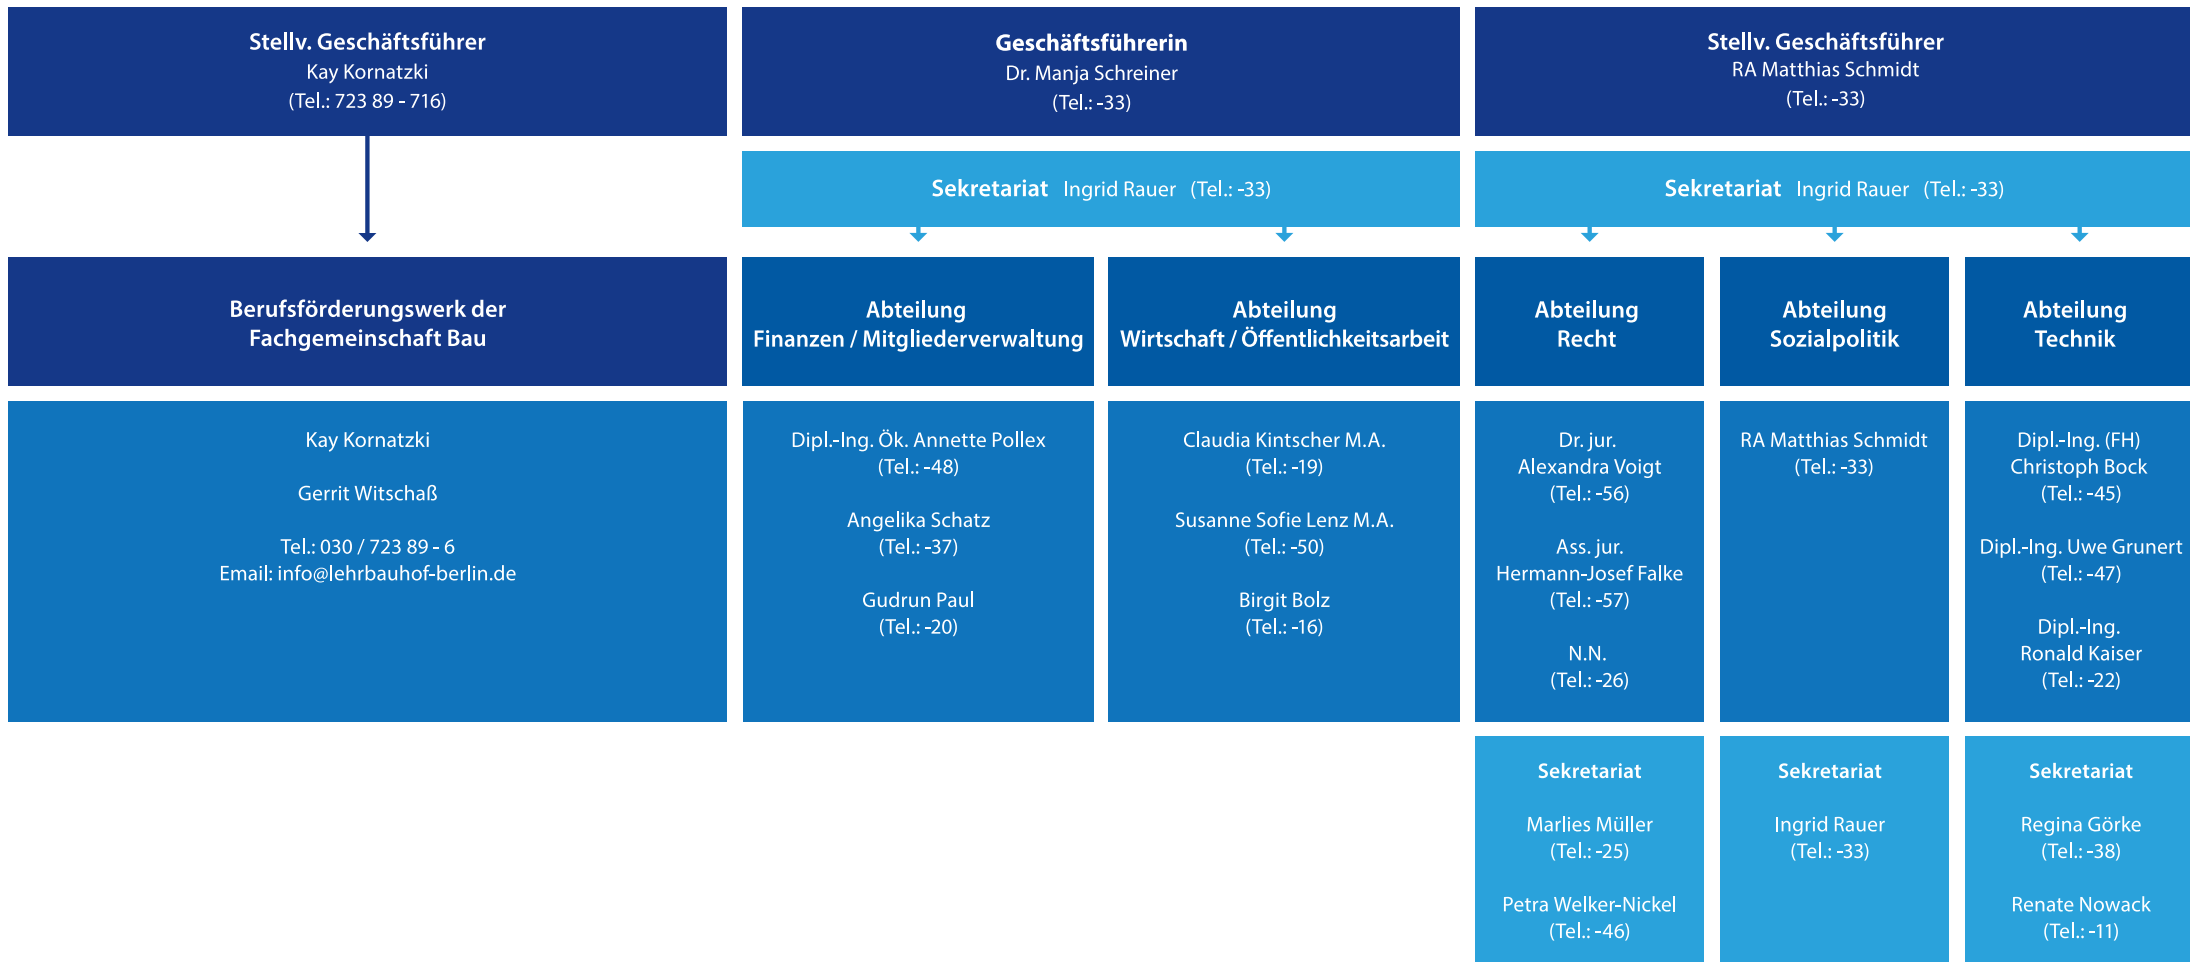 Stellv. Geschäftsführer
Kay Kornatzki
(Tel.: 723 89 - 716)
Geschäftsführerin
Dr. Manja Schreiner
(Tel.: -33)
Stellv. Geschäftsführer
RA Matthias Schmidt
(Tel.: -33)
Sekretariat Ingrid Rauer (Tel.: -33)
Sekretariat Ingrid Rauer (Tel.: -33)
Berufsförderungswerk der
Fachgemeinschaft Bau
Abteilung
Finanzen / Mitgliederverwaltung
Abteilung
Wirtschaft / Öffentlichkeitsarbeit
Abteilung
Recht
Abteilung
Sozialpolitik
Abteilung
Technik
Kay Kornatzki
Gerrit Witschaß
Tel.: 030 / 723 89 - 6
Email: info@lehrbauhof-berlin.de
Dipl.-Ing. Ök. Annette Pollex
(Tel.: -48)
Angelika Schatz
(Tel.: -37)
Gudrun Paul
(Tel.: -20)
Claudia Kintscher M.A.
(Tel.: -19)
Susanne Sofie Lenz M.A.
(Tel.: -50)
Birgit Bolz
(Tel.: -16)
Dr. jur.
Alexandra Voigt
(Tel.: -56)
Ass. jur.
Hermann-Josef Falke
(Tel.: -57)
N.N.
(Tel.: -26)
RA Matthias Schmidt
(Tel.: -33)
Dipl.-Ing. (FH)
Christoph Bock
(Tel.: -45)
Dipl.-Ing. Uwe Grunert
(Tel.: -47)
Dipl.-Ing.
Ronald Kaiser
(Tel.: -22)
Sekretariat
Marlies Müller
(Tel.: -25)
Petra Welker-Nickel
(Tel.: -46)
Sekretariat
Ingrid Rauer
(Tel.: -33)
Sekretariat
Regina Görke
(Tel.: -38)
Renate Nowack
(Tel.: -11)